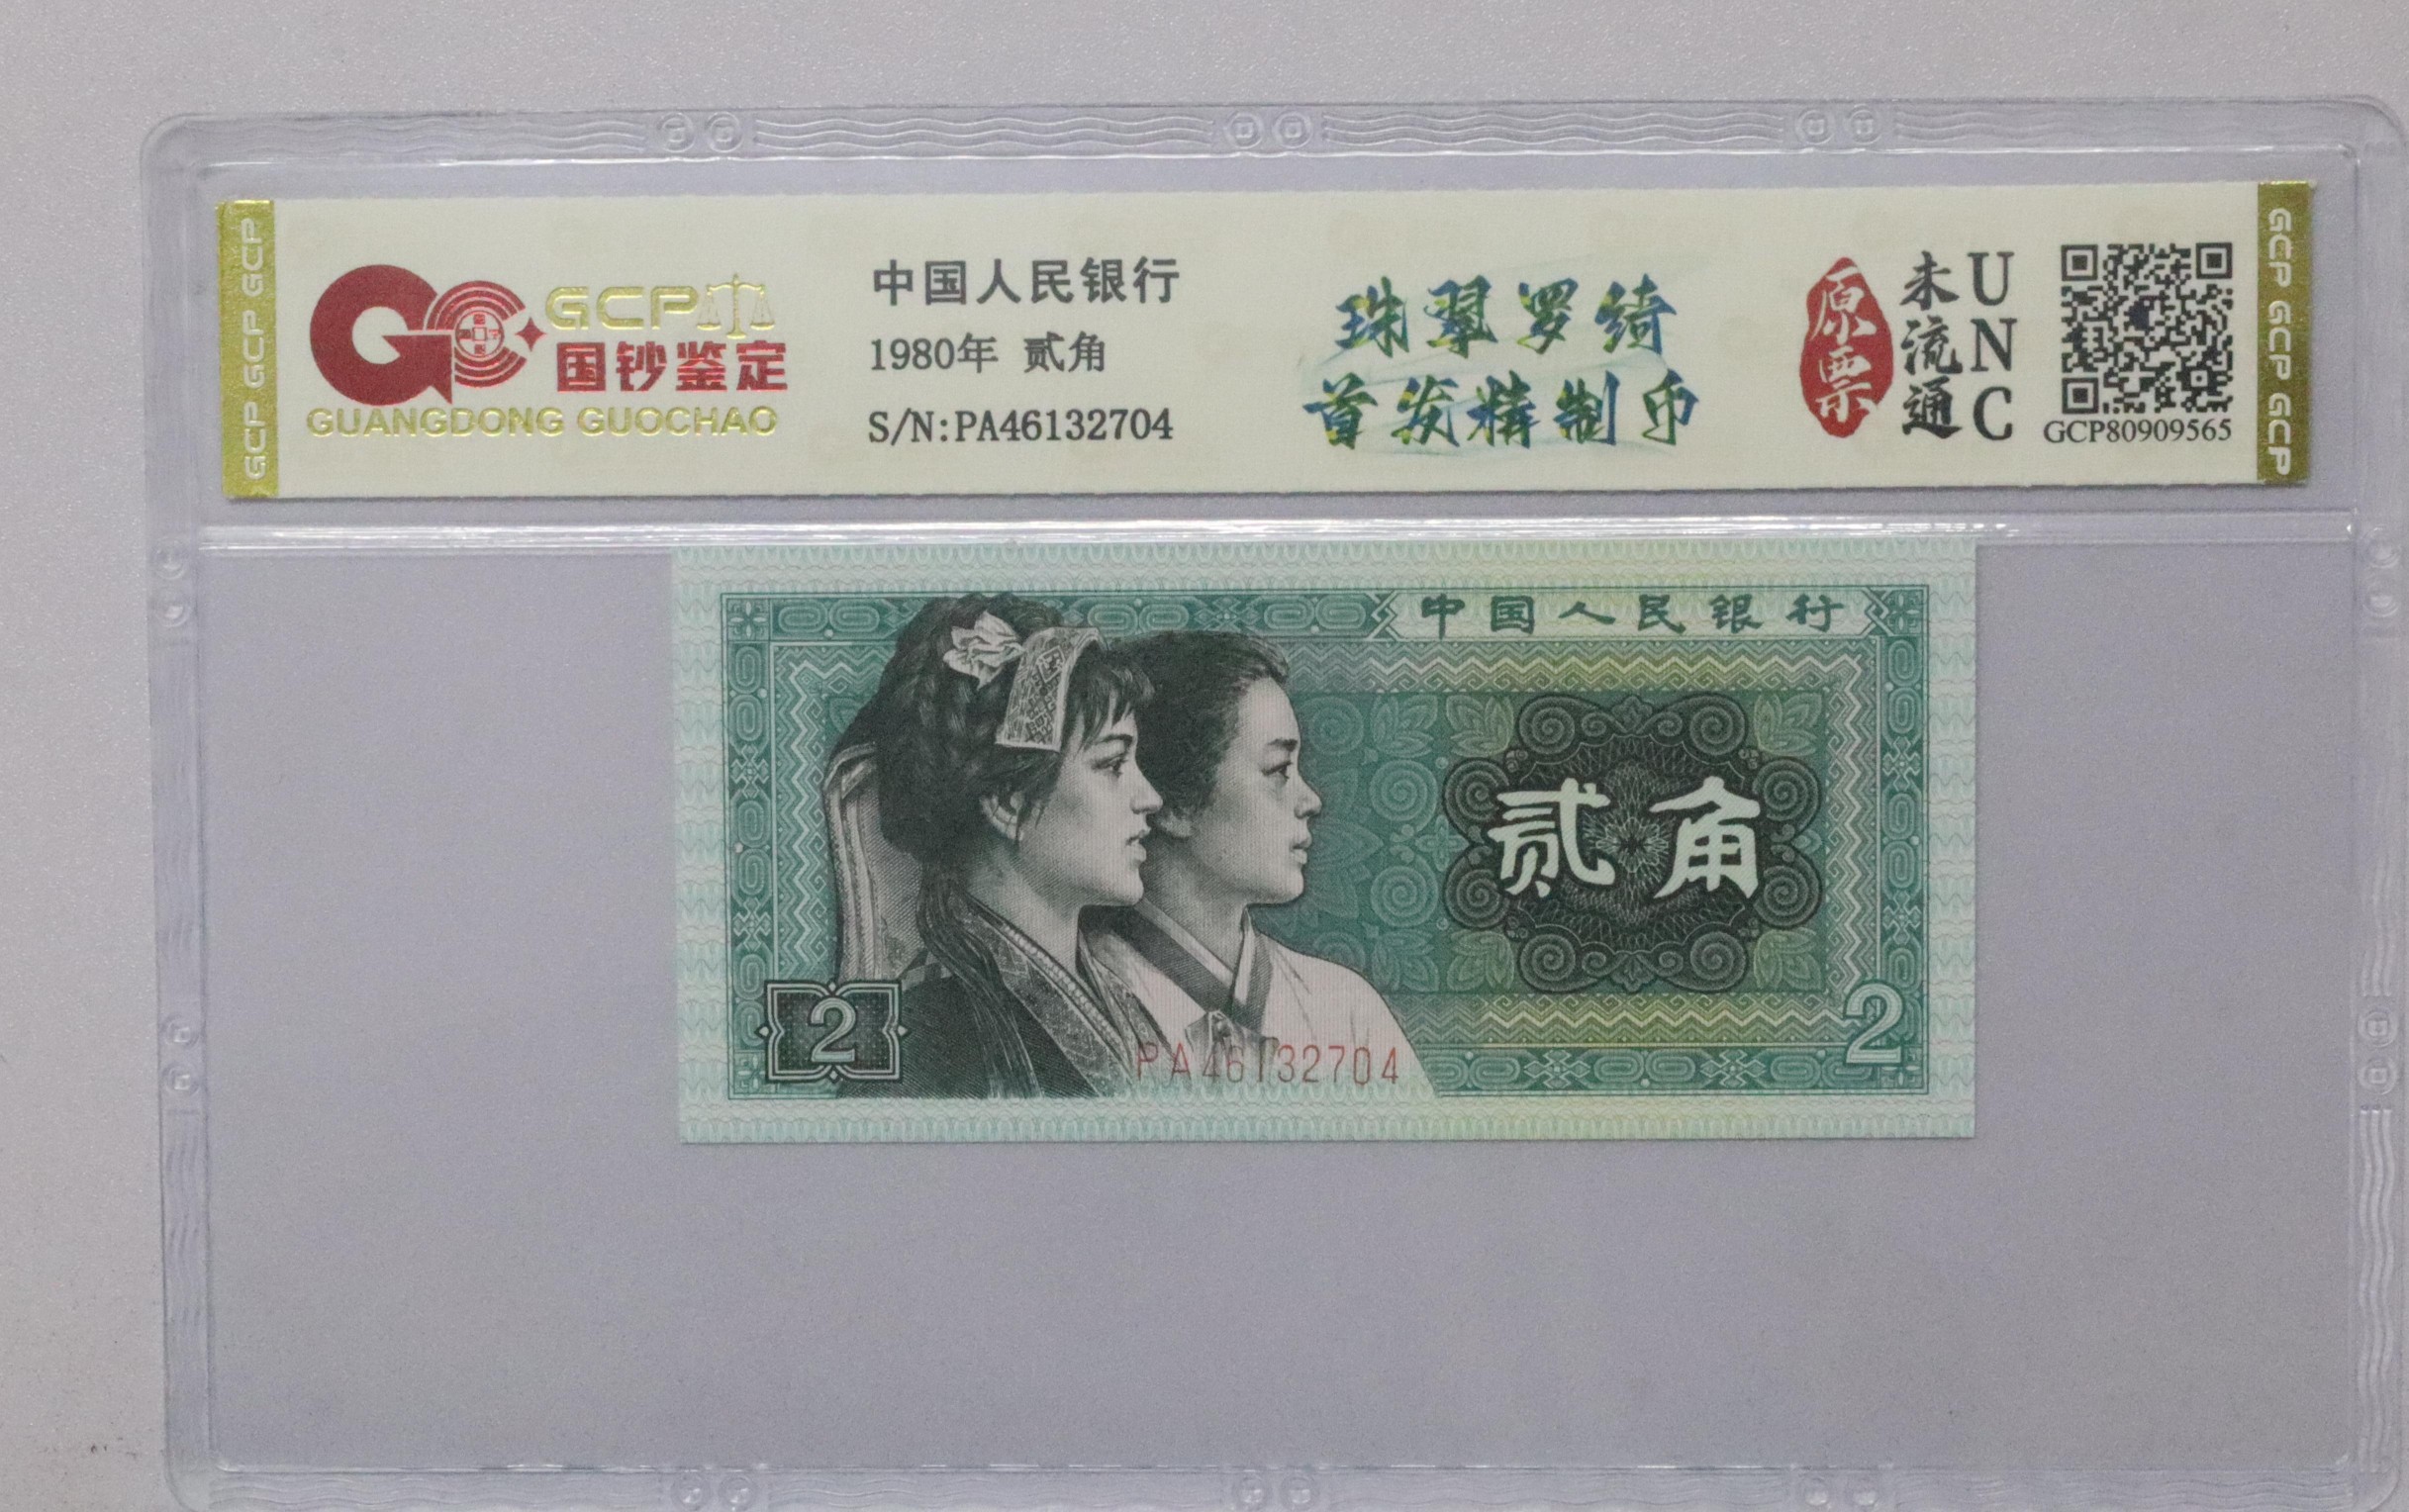 GCP GCP GCP
GCP
国钞鉴定
GUANGDONG GUOCHAO
中国人民银行
1980年 贰角
S/N:PA46132704
珠翠罗绮
首发精制币
原票
未流通
UNC
GCP80909565
GCP GCP GCP
中国人民银行
贰角
2
2
PA46132704